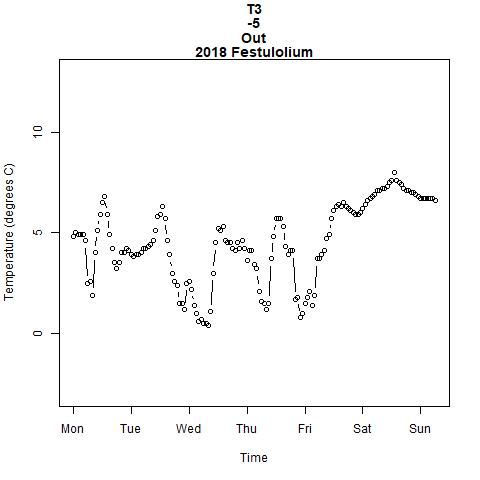 T3
-5
Out
2018 Festulolium
Temperature (degrees C)
10
5
0
Mon Tue Wed Thu Fri Sat Sun
Time